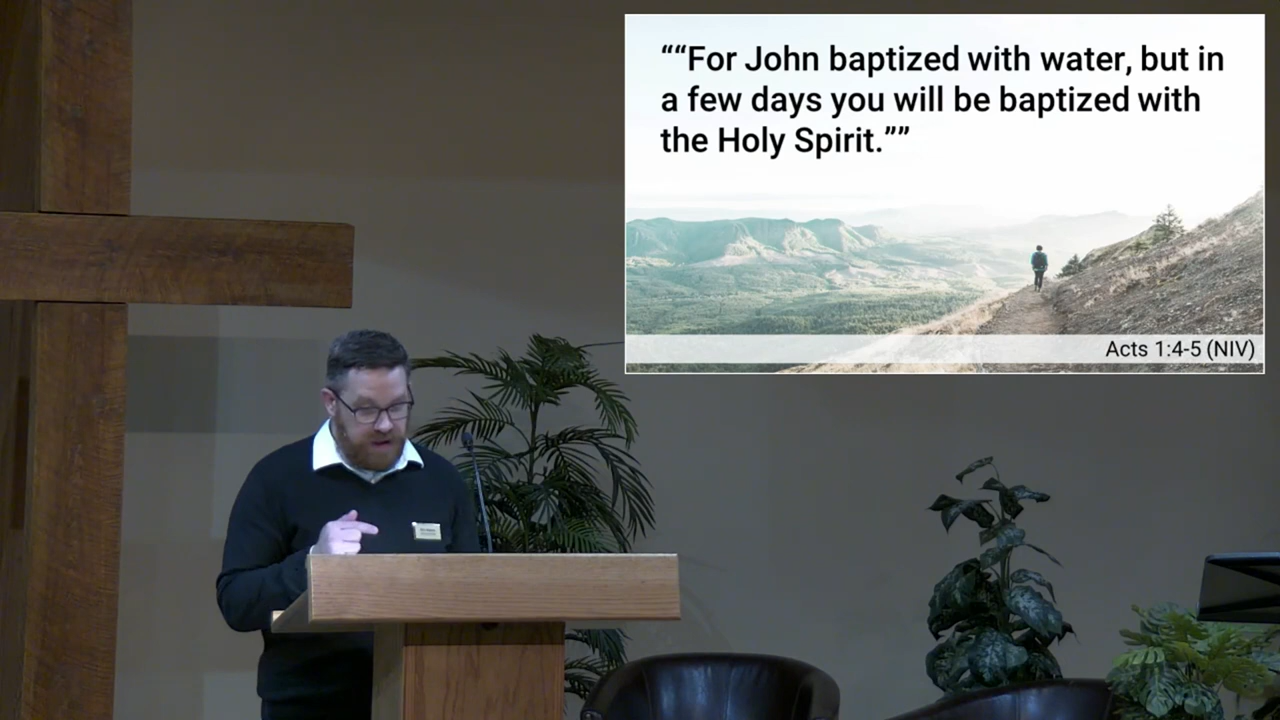 ““For John baptized with water, but in
a few days you will be baptized with
the Holy Spirit.””
Acts 1:4-5 (NIV)